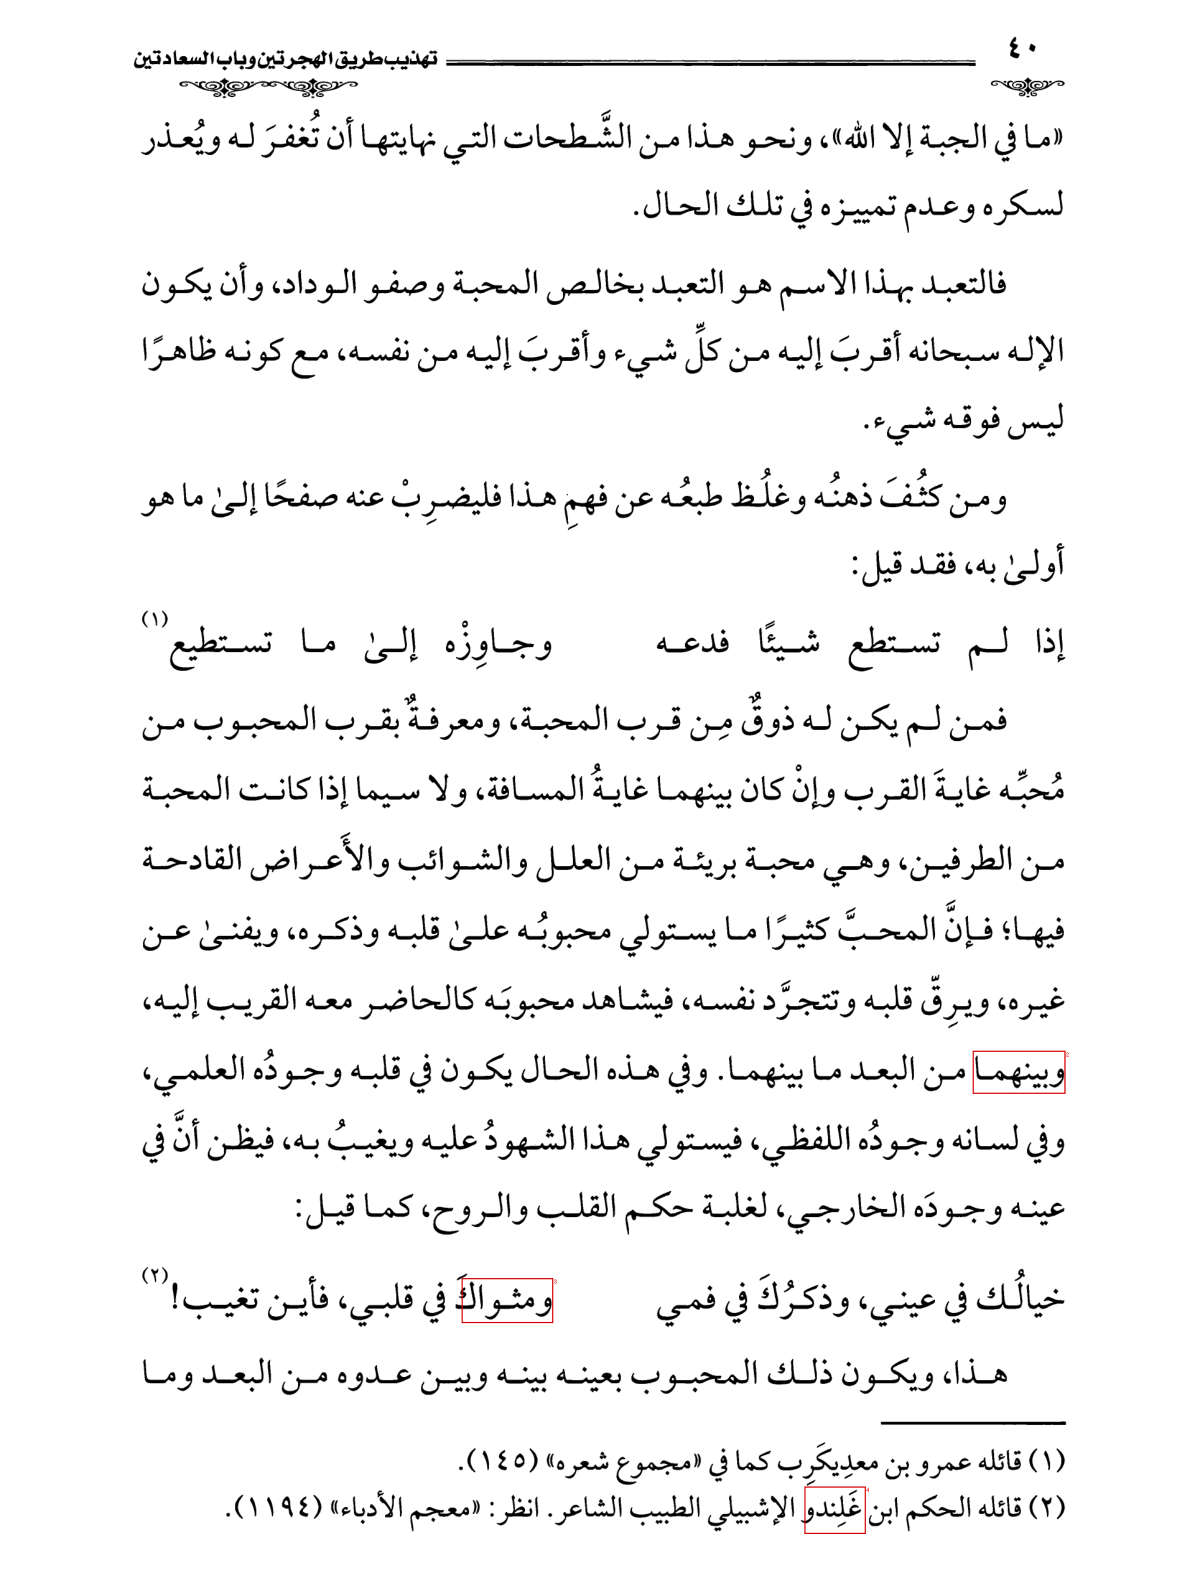 ٤٠
تهذيب طريق الهجرتين وباب السعادتين
«ما في الجبة إلا الله»، ونحو هذا من الشَّطحات التي نهايتها أن تُغفرَ له ويُعذر
لسكره وعدم تمييزه في تلك الحال.
فالتعبد بهذا الاسم هو التعبد بخالص المحبة وصفو الوداد، وأن يكون
الإله سبحانه أقربَ إليه من كلِّ شيء وأقربَ إليه من نفسه، مع كونه ظاهرًا
ليس فوقه شيء.
ومن كثُفَ ذهنُه وغلُظ طبعُه عن فهمِ هذا فليضرِبْ عنه صفحًا إلىٰ ما هو
أولىٰ به، فقد قيل:
إذا لم تستطع شيئًا فدعه وجاوِزْه إلىٰ ما تستطيع(١)
فمن لم يكن له ذوقٌ مِن قرب المحبة، ومعرفةٌ بقرب المحبوب من
مُحبِّه غايةَ القرب وإنْ كان بينهما غايةُ المسافة، ولا سيما إذا كانت المحبة
من الطرفين، وهي محبة بريئة من العلل والشوائب والأَعراض القادحة
فيها؛ فإنَّ المحبَّ كثيرًا ما يستولي محبوبُه علىٰ قلبه وذكره، ويفنىٰ عن
غيره، ويرِقّ قلبه وتتجرَّد نفسه، فيشاهد محبوبَه كالحاضر معه القريب إليه،
وبينهما من البعد ما بينهما. وفي هذه الحال يكون في قلبه وجودُه العلمي،
وفي لسانه وجودُه اللفظي، فيستولي هذا الشهودُ عليه ويغيبُ به، فيظن أنَّ في
عينه وجودَه الخارجي، لغلبة حكم القلب والروح، كما قيل:
خيالُك في عيني، وذكرُكَ في فمي ومثواكَ في قلبي، فأين تغيب!(٢)
هذا، ويكون ذلك المحبوب بعينه بينه وبين عدوه من البعد وما
(١) قائله عمرو بن معدِيكَرِب كما في «مجموع شعره» (١٤٥).
(٢) قائله الحكم ابن غَلِندو الإشبيلي الطبيب الشاعر. انظر: «معجم الأدباء» (١١٩٤).